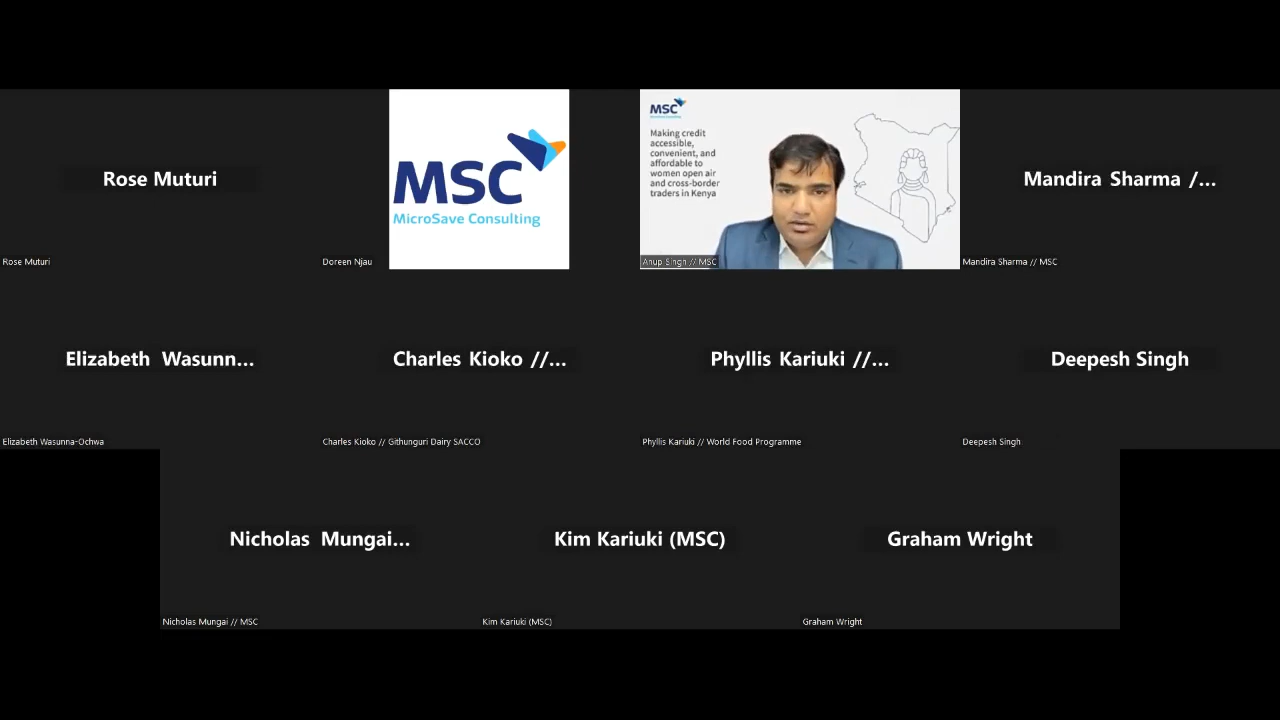 Rose Muturi
Rose Muturi
MSC
MicroSave Consulting
Doreen Njau
MSC
MicroSave Consulting
Making credit
accessible,
convenient, and
affordable to
women open air
and cross-border
traders in Kenya
Anup Singh // MSC
Mandira Sharma /...
Mandira Sharma // MSC
Elizabeth Wasunn...
Elizabeth Wasunna-Ochwa
Charles Kioko //...
Charles Kioko // Githunguri Dairy SACCO
Phyllis Kariuki //...
Phyllis Kariuki // World Food Programme
Deepesh Singh
Deepesh Singh
Nicholas Mungai...
Nicholas Mungai // MSC
Kim Kariuki (MSC)
Kim Kariuki (MSC)
Graham Wright
Graham Wright